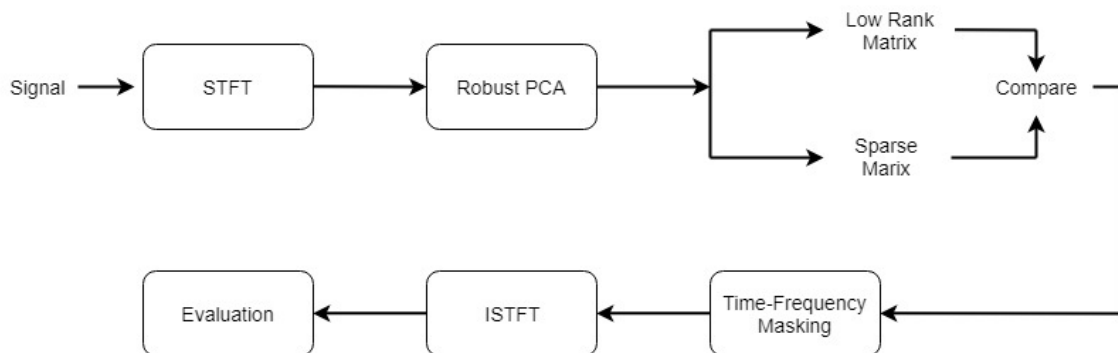 Signal
STFT
Robust PCA
Low Rank
Matrix
Sparse
Marix
Compare
Time-Frequency
Masking
ISTFT
Evaluation